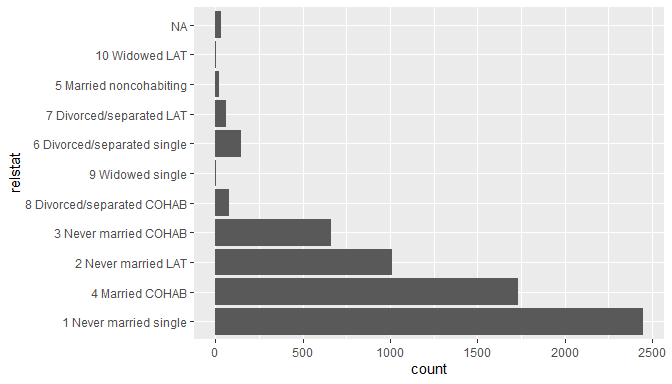 NA
10 Widowed LAT
5 Married noncohabiting
7 Divorced/separated LAT
6 Divorced/separated single
9 Widowed single
8 Divorced/separated COHAB
3 Never married COHAB
2 Never married LAT
4 Married COHAB
1 Never married single
relstat
0 500 1000 1500 2000 2500
count